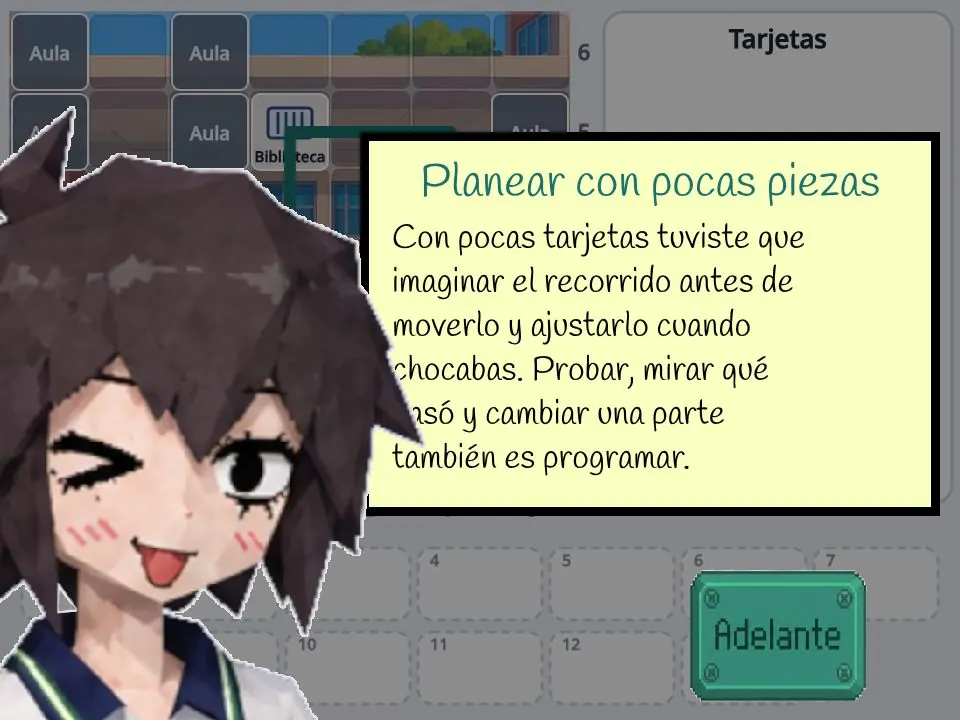 Aula
Aula
6
Tarjetas
Aula
Aula
5
Biblioteca
Planear con pocas piezas
Con pocas tarjetas tuviste que
imaginar el recorrido antes de
moverlo y ajustarlo cuando
chocabas. Probar, mirar qué
pasó y cambiar una parte
también es programar.
4
5
6
7
10
11
12
Adelante